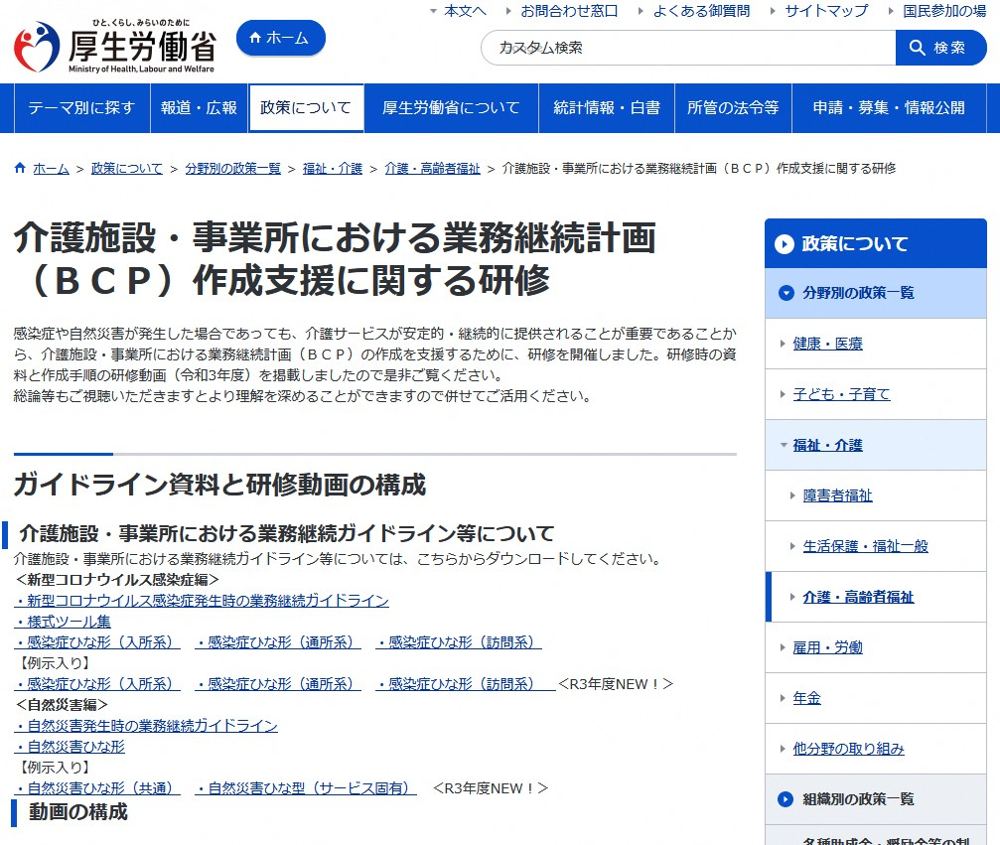 本文へ お問合わせ窓口 よくある御質問 サイトマップ 国民参加の場
ひと、くらし、みらいのために
厚生労働省
Ministry of Health, Labour and Welfare
ホーム
カスタム検索
検索
テーマ別に探す 報道・広報 政策について 厚生労働省について 統計情報・白書 所管の法令等 申請・募集・情報公開
ホーム > 政策について > 分野別の政策一覧 > 福祉・介護 > 介護・高齢者福祉 > 介護施設・事業所における業務継続計画（ＢＣＰ）作成支援に関する研修
介護施設・事業所における業務継続計画
（ＢＣＰ）作成支援に関する研修
感染症や自然災害が発生した場合であっても、介護サービスが安定的・継続的に提供されることが重要であることか
ら、介護施設・事業所における業務継続計画（ＢＣＰ）の作成を支援するために、研修を開催しました。研修時の資
料と作成手順の研修動画（令和3年度）を掲載しましたので是非ご覧ください。
総論等もご視聴いただきますとより理解を深めることができますので併せてご活用ください。
ガイドライン資料と研修動画の構成
介護施設・事業所における業務継続ガイドライン等について
介護施設・事業所における業務継続ガイドライン等については、こちらからダウンロードしてください。
＜新型コロナウイルス感染症編＞
・新型コロナウイルス感染症発生時の業務継続ガイドライン
・様式ツール集
・感染症ひな形（入所系） ・感染症ひな形（通所系） ・感染症ひな形（訪問系）
【例示入り】
・感染症ひな形（入所系） ・感染症ひな形（通所系） ・感染症ひな形（訪問系） ＜R3年度NEW！＞
＜自然災害編＞
・自然災害発生時の業務継続ガイドライン
・自然災害ひな形
【例示入り】
・自然災害ひな形（共通） ・自然災害ひな型（サービス固有） ＜R3年度NEW！＞
動画の構成
政策について
分野別の政策一覧
健康・医療
子ども・子育て
福祉・介護
障害者福祉
生活保護・福祉一般
介護・高齢者福祉
雇用・労働
年金
他分野の取り組み
組織別の政策一覧
各種助成金・奨励金等の制